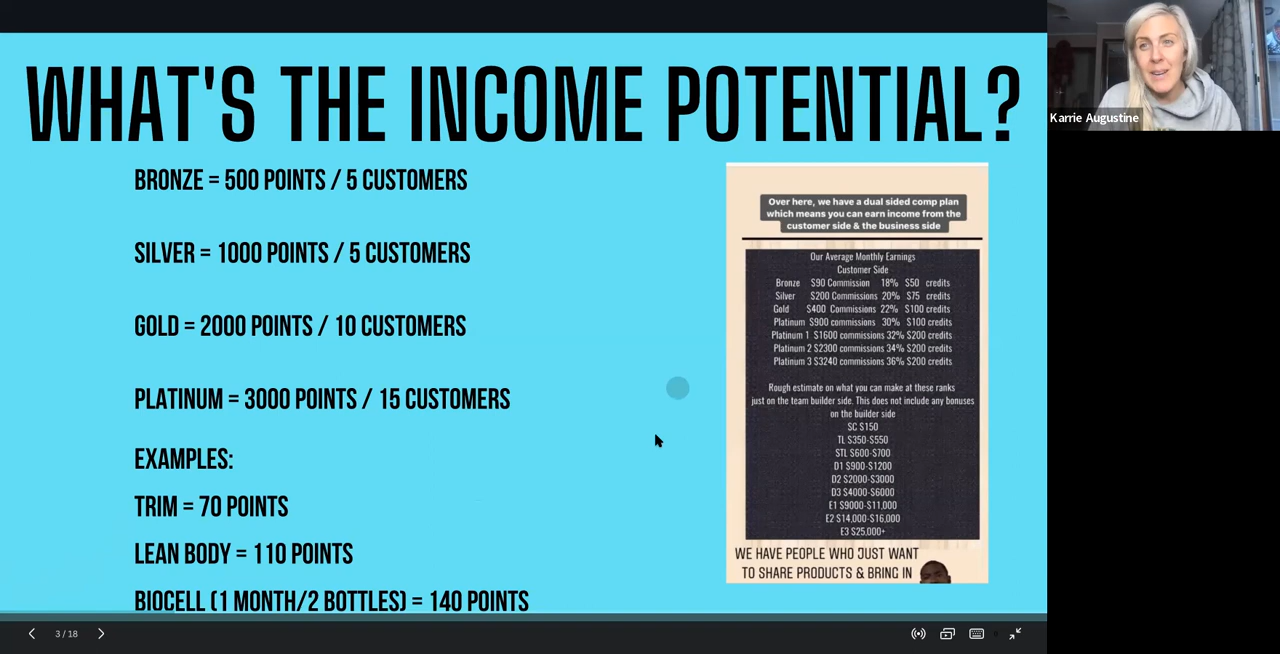 WHAT'S THE INCOME POTENTIAL?
BRONZE = 500 POINTS / 5 CUSTOMERS
SILVER = 1000 POINTS / 5 CUSTOMERS
GOLD = 2000 POINTS / 10 CUSTOMERS
PLATINUM = 3000 POINTS / 15 CUSTOMERS
EXAMPLES:
TRIM = 70 POINTS
LEAN BODY = 110 POINTS
BIOCELL (1 MONTH/2 BOTTLES) = 140 POINTS
Over here, we have a dual sided comp plan
which means you can earn income from the
customer side & the business side
Our Average Monthly Earnings
Customer Side
Bronze $90 Commission 18% $50 credits
Silver $200 Commissions 20% $75 credits
Gold $400 Commissions 22% $100 credits
Platinum $900 commissions 30% $100 credits
Platinum 1 $1600 commissions 32% $200 credits
Platinum 2 $2300 commissions 34% $200 credits
Platinum 3 $3240 commissions 36% $200 credits
Rough estimate on what you can make at these ranks
just on the team builder side. This does not include any bonuses
on the builder side
SC $150
TL $350-$550
STL $600-$700
D1 $900-$1200
D2 $2000-$3000
D3 $4000-$6000
E1 $9000-$11,000
E2 $14,000-$16,000
E3 $25,000+
WE HAVE PEOPLE WHO JUST WANT
TO SHARE PRODUCTS & BRING IN
Karrie Augustine
3 / 18